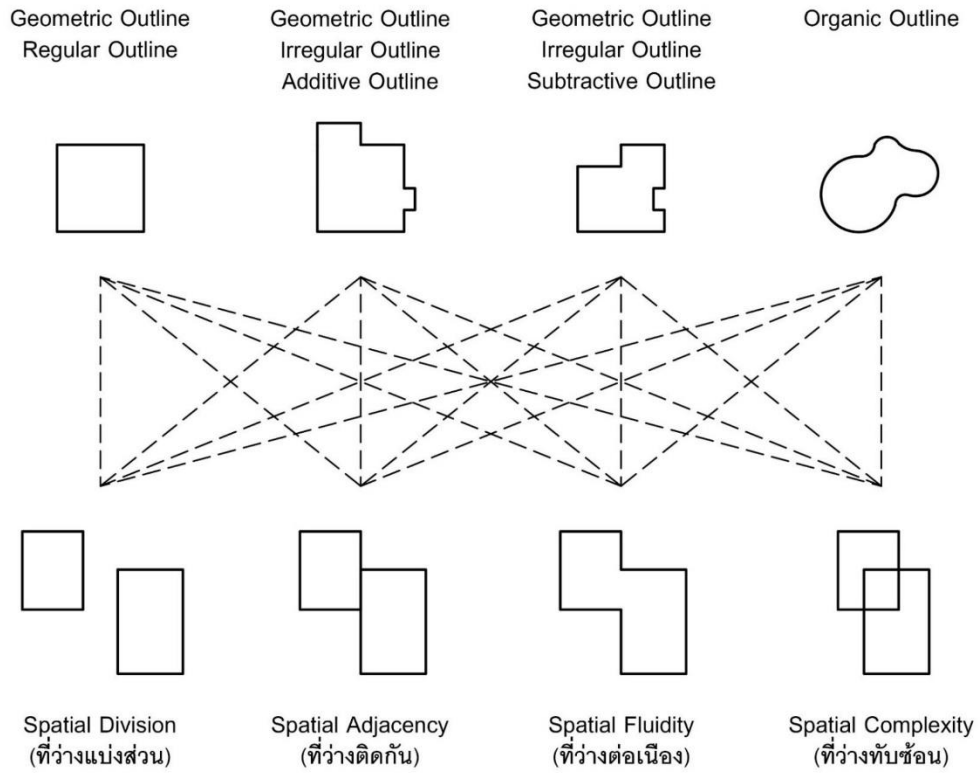 Geometric Outline
Regular Outline
Geometric Outline
Irregular Outline
Additive Outline
Geometric Outline
Irregular Outline
Subtractive Outline
Organic Outline
Spatial Division
(ที่ว่างแบ่งส่วน)
Spatial Adjacency
(ที่ว่างติดกัน)
Spatial Fluidity
(ที่ว่างต่อเนื่อง)
Spatial Complexity
(ที่ว่างทับซ้อน)